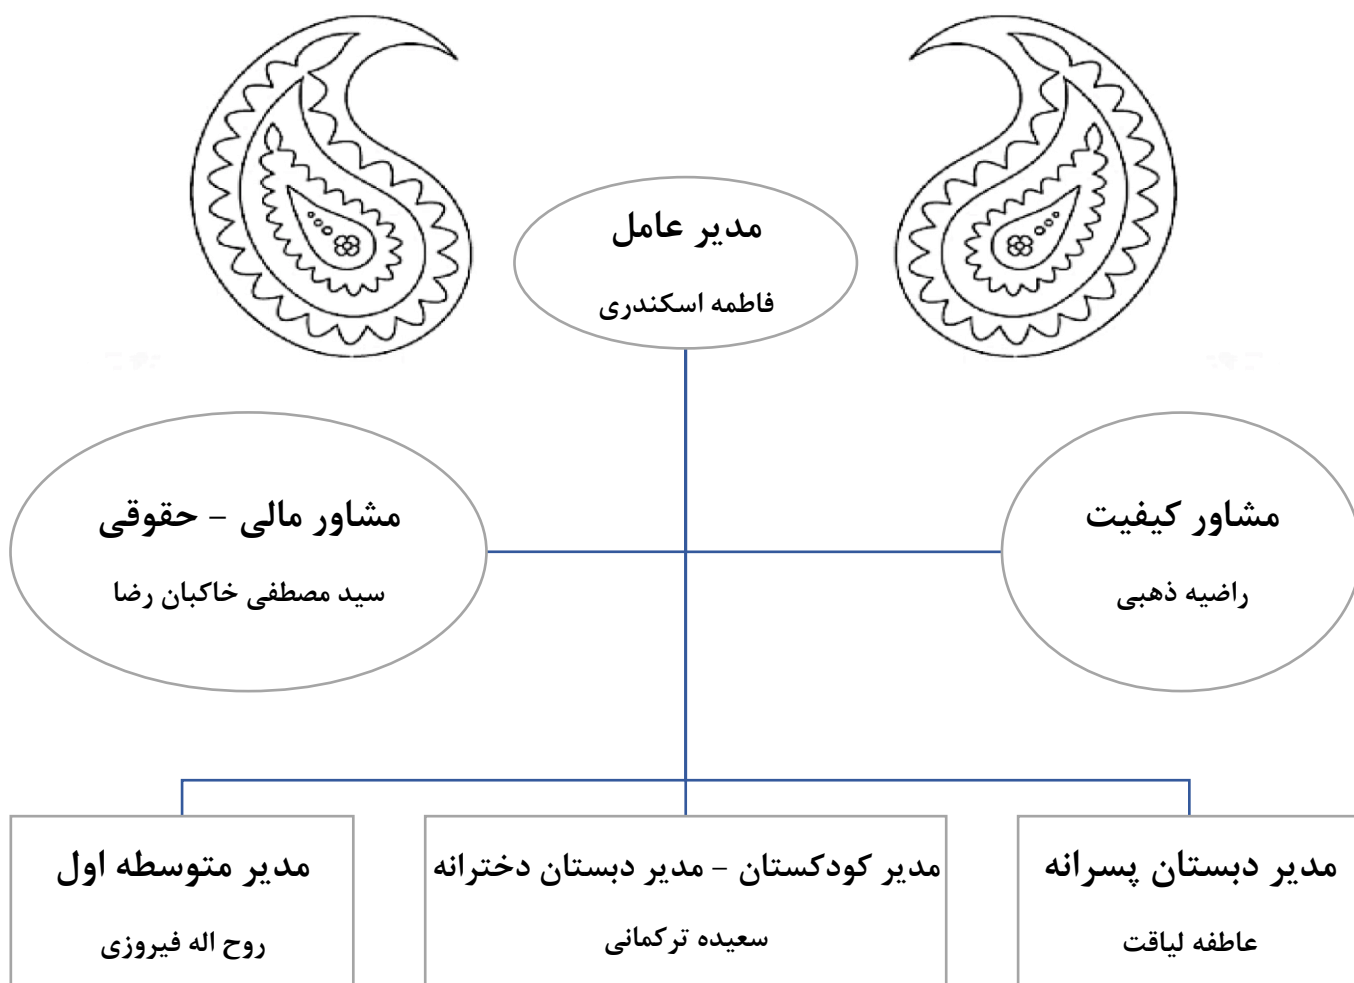 مدیر عامل
فاطمه اسکندری
مشاور کیفیت
راضیه ذهبی
مشاور مالی – حقوقی
سید مصطفی خاکبان رضا
مدیر دبستان پسرانه
عاطفه لیاقت
مدیر کودکستان – مدیر دبستان دخترانه
سعیده ترکمانی
مدیر متوسطه اول
روح اله فیروزی